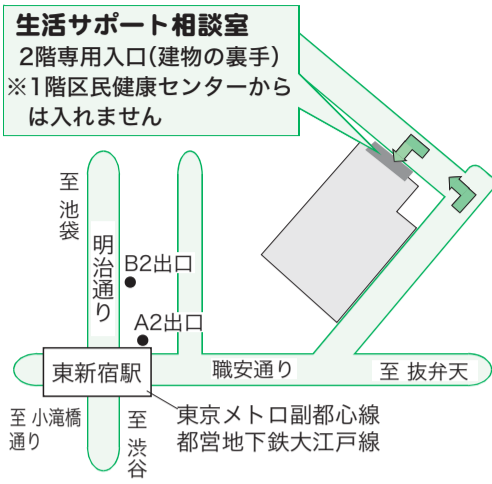 生活サポート相談室
2階専用入口(建物の裏手)
※1階区民健康センターから
は入れません
至 池袋
明治通り
B2出口
A2出口
東新宿駅
職安通り
至 抜弁天
至 小滝橋
通り
至 渋谷
東京メトロ副都心線
都営地下鉄大江戸線